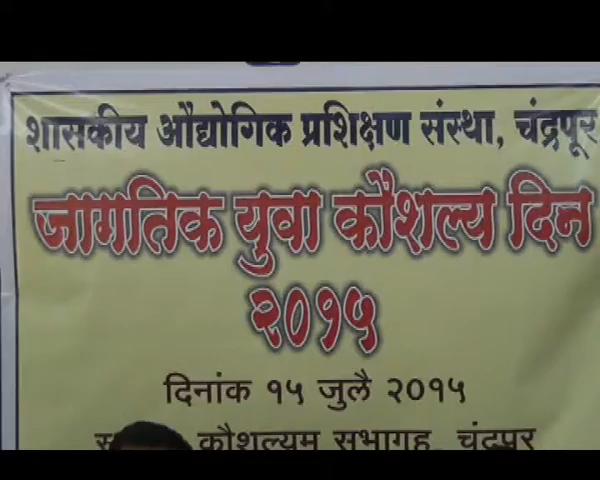 शासकीय औद्योगिक प्रशिक्षण संस्था, चंद्रपूर
जागतिक युवा कौशल्य दिन
२०१५
दिनांक १५ जुलै २०१५
कौशल्यम सभागृह, चंद्रपूर